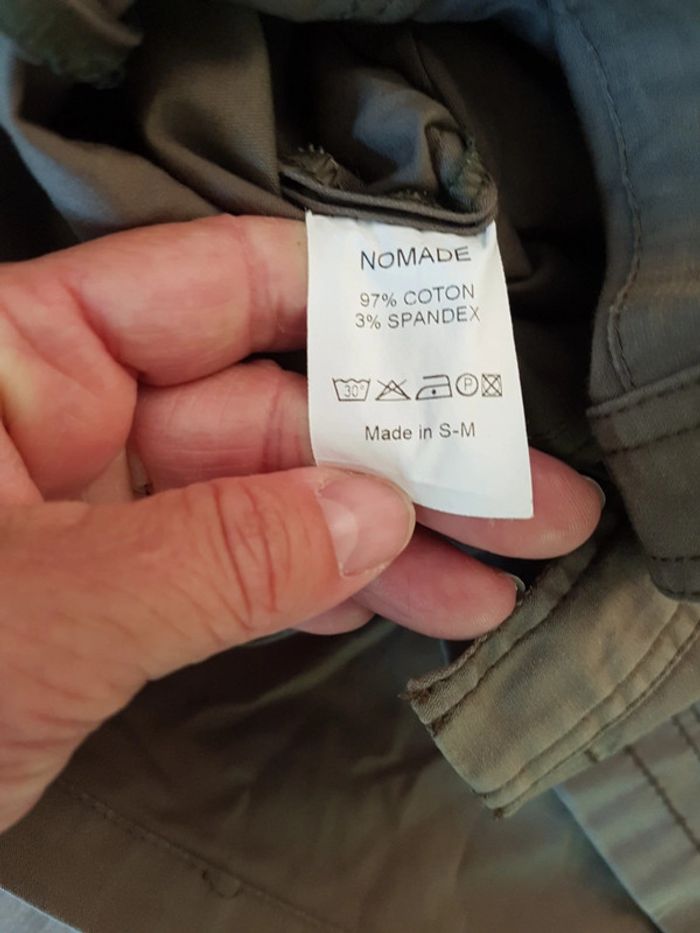 NOMADE
97% COTON
3% SPANDEX
30°
P
Made in S-M